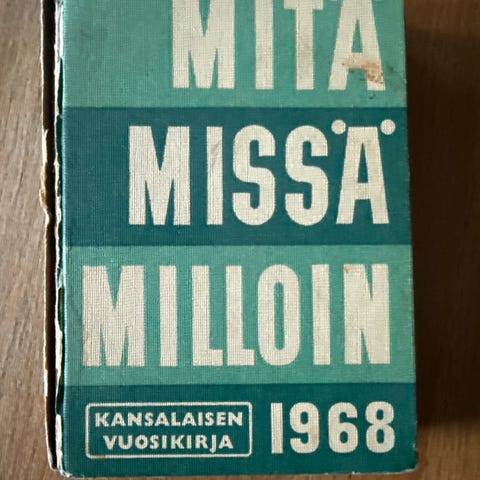 MITÄ
MISSÄ
MILLOIN
KANSALAISEN
VUOSIKIRJA
1968